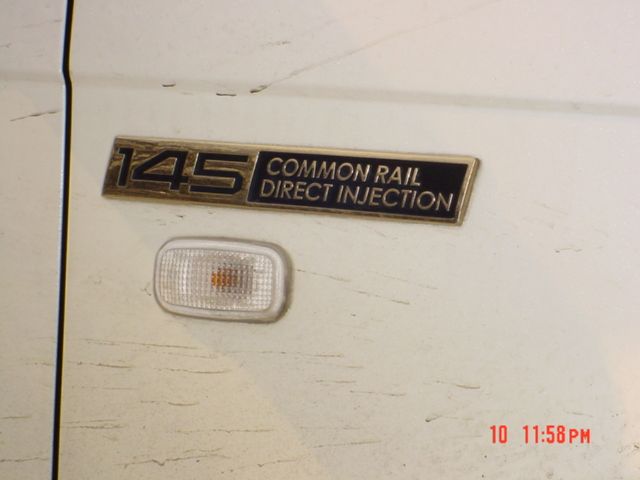 145
COMMON RAIL
DIRECT INJECTION
10 11:58PM